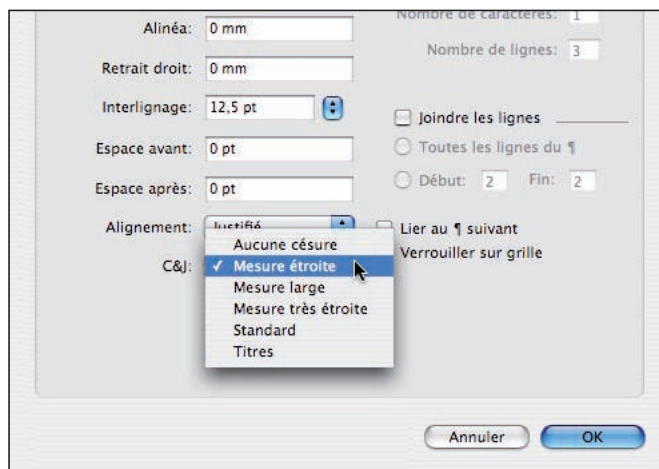 Nombre de caractères: 1
Alinéa: 0 mm
Nombre de lignes: 3
Retrait droit: 0 mm
Interlignage: 12,5 pt
Joindre les lignes
Espace avant: 0 pt
Toutes les lignes du ¶
Début: 2 Fin: 2
Espace après: 0 pt
Alignement: Justifié
Lier au ¶ suivant
Verrouiller sur grille
C&J:
Aucune césure
✓ Mesure étroite
Mesure large
Mesure très étroite
Standard
Titres
Annuler
OK